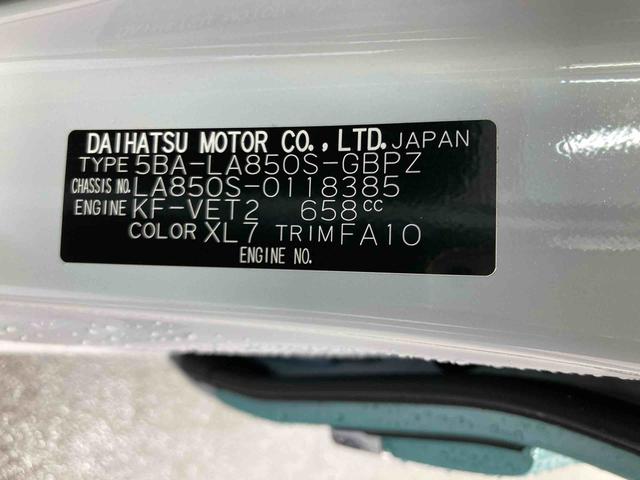 DAIHATSU MOTOR CO.,LTD. JAPAN
TYPE 5BA-LA850S-GBPZ
CHASSIS NO. LA850S-0118385
ENGINE KF-VET2 658cc
COLOR XL7 TRIM FA10
ENGINE NO.